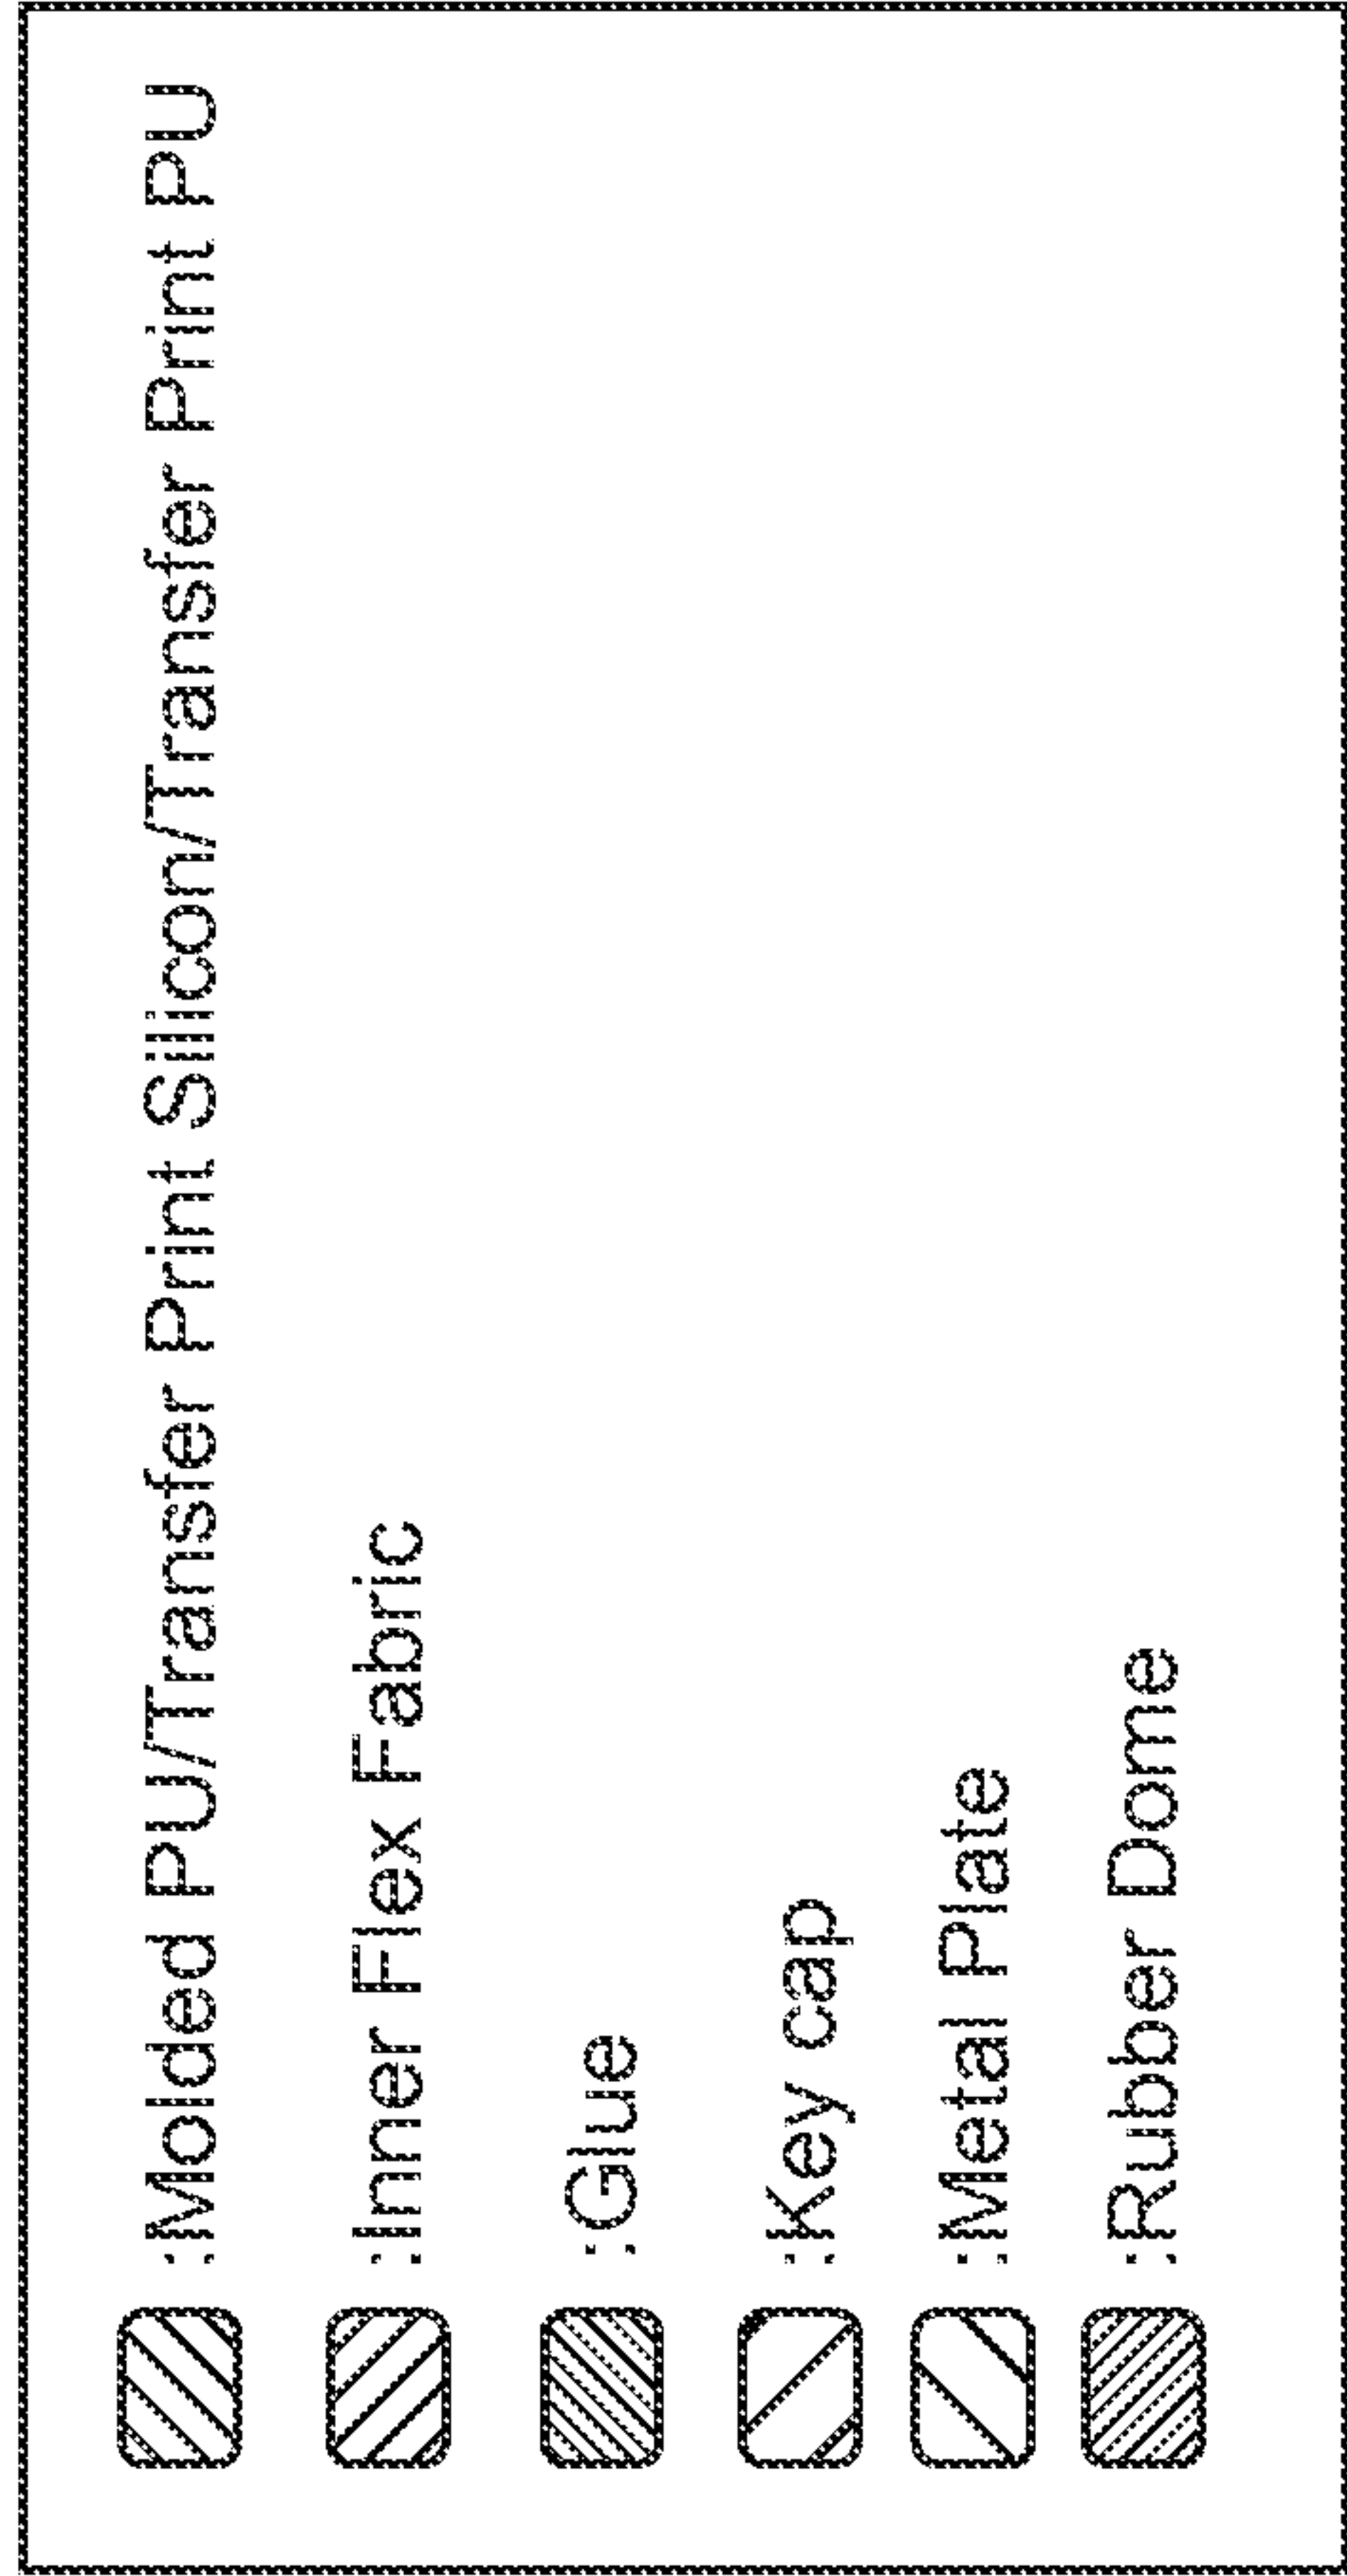 :Molded PU/Transfer Print Silicon/Transfer Print PU
:Inner Flex Fabric
:Glue
:Key cap
:Metal Plate
:Rubber Dome